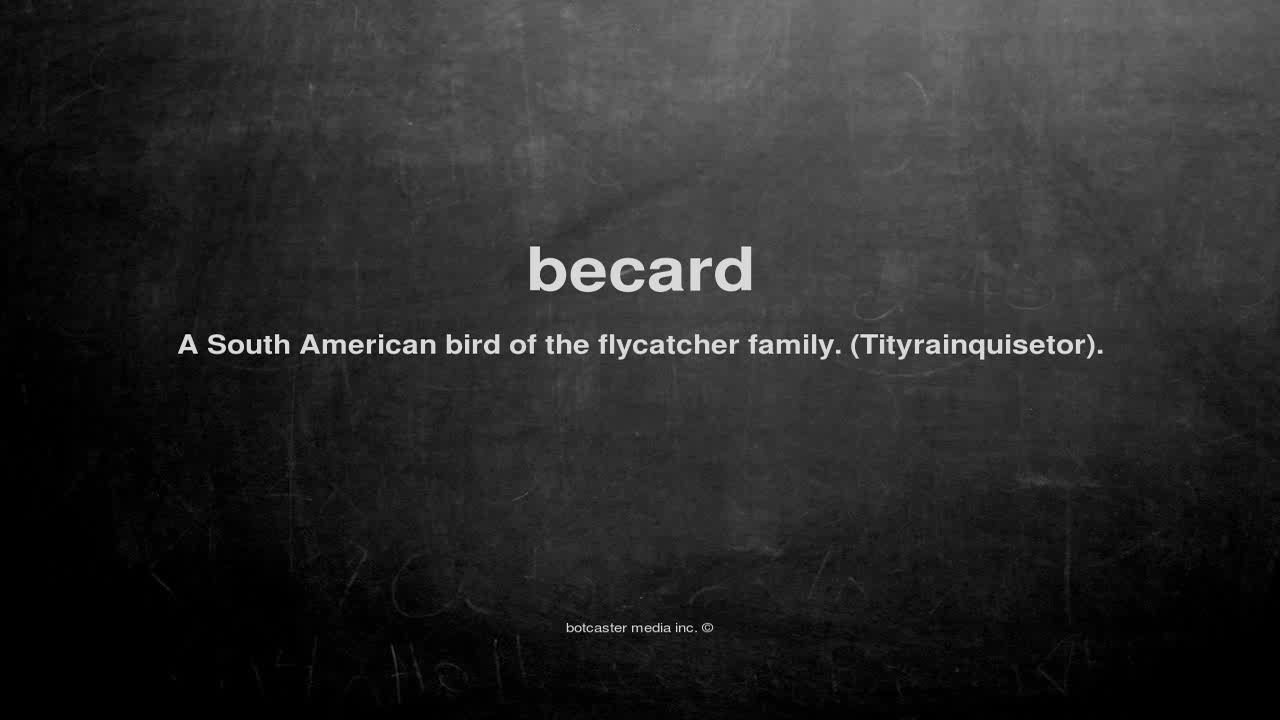 becard
A South American bird of the flycatcher family. (Tityrainquisetor).
botcaster media inc. ©